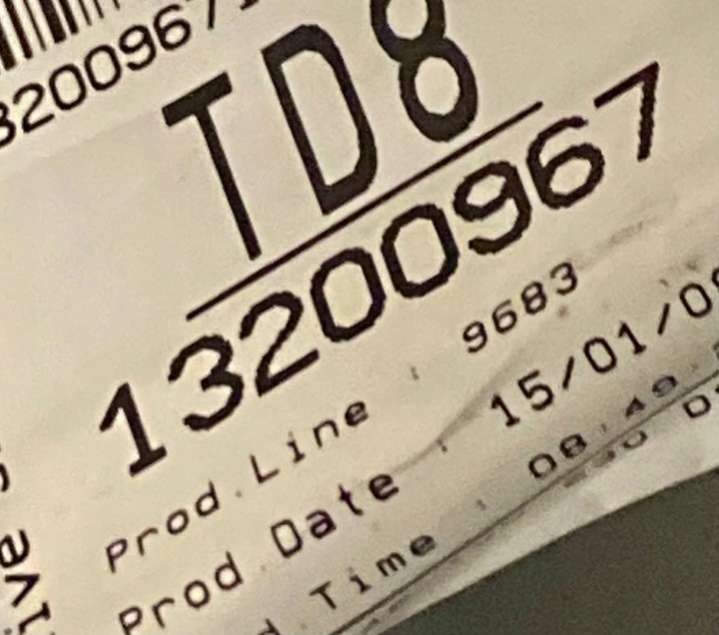 3200967
TD8
13200967
Prod.Line : 9683
Prod Date : 15/01/0
Time : 08:49